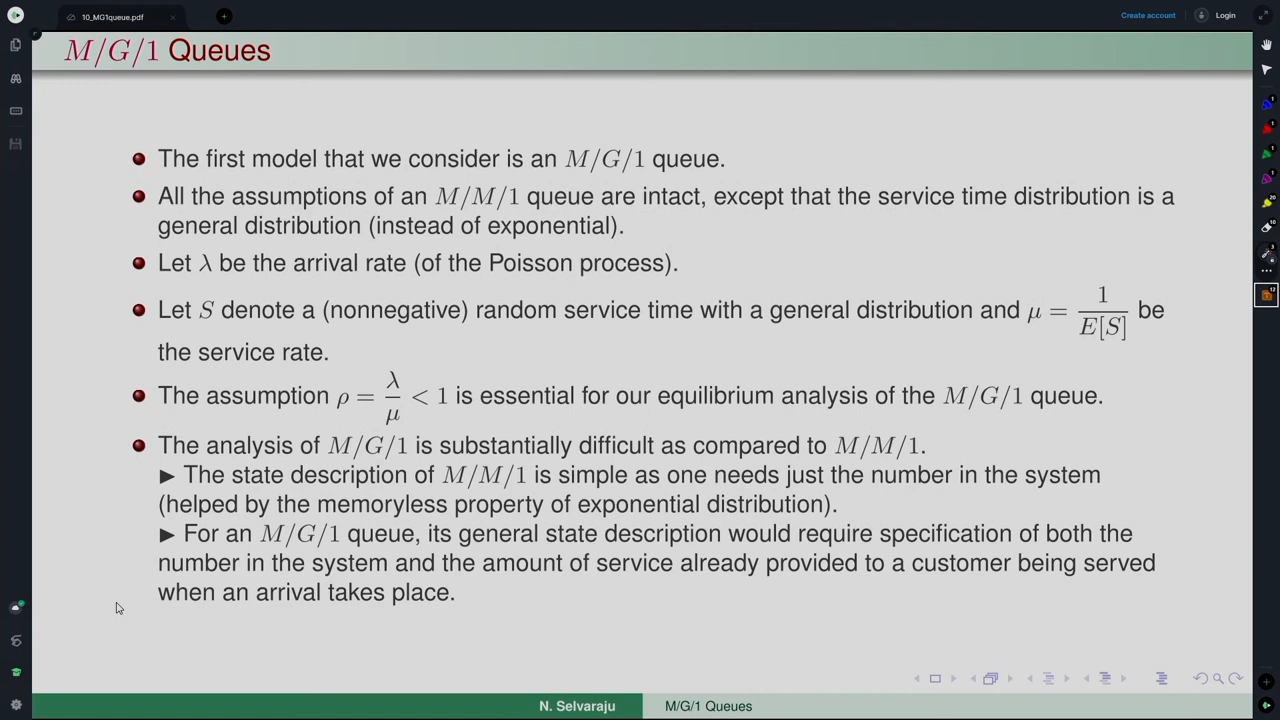 10_MG1queue.pdf
Create account
Login
M/G/1 Queues
The first model that we consider is an M/G/1 queue.
All the assumptions of an M/M/1 queue are intact, except that the service time distribution is a
general distribution (instead of exponential).
Let λ be the arrival rate (of the Poisson process).
Let S denote a (nonnegative) random service time with a general distribution and μ = 1/E[S] be
the service rate.
The assumption ρ = λ/μ < 1 is essential for our equilibrium analysis of the M/G/1 queue.
The analysis of M/G/1 is substantially difficult as compared to M/M/1.
► The state description of M/M/1 is simple as one needs just the number in the system
(helped by the memoryless property of exponential distribution).
► For an M/G/1 queue, its general state description would require specification of both the
number in the system and the amount of service already provided to a customer being served
when an arrival takes place.
N. Selvaraju
M/G/1 Queues